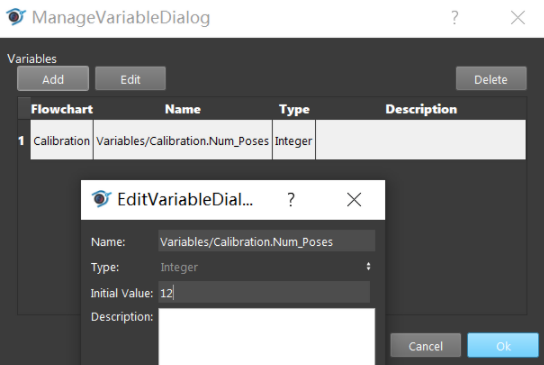 ManageVariableDialog ?
Variables
Add Edit Delete
Flowchart Name Type Description
1 Calibration Variables/Calibration.Num_Poses Integer
EditVariableDial... ?
Name: Variables/Calibration.Num_Poses
Type: Integer
Initial Value: 12
Description:
Cancel Ok